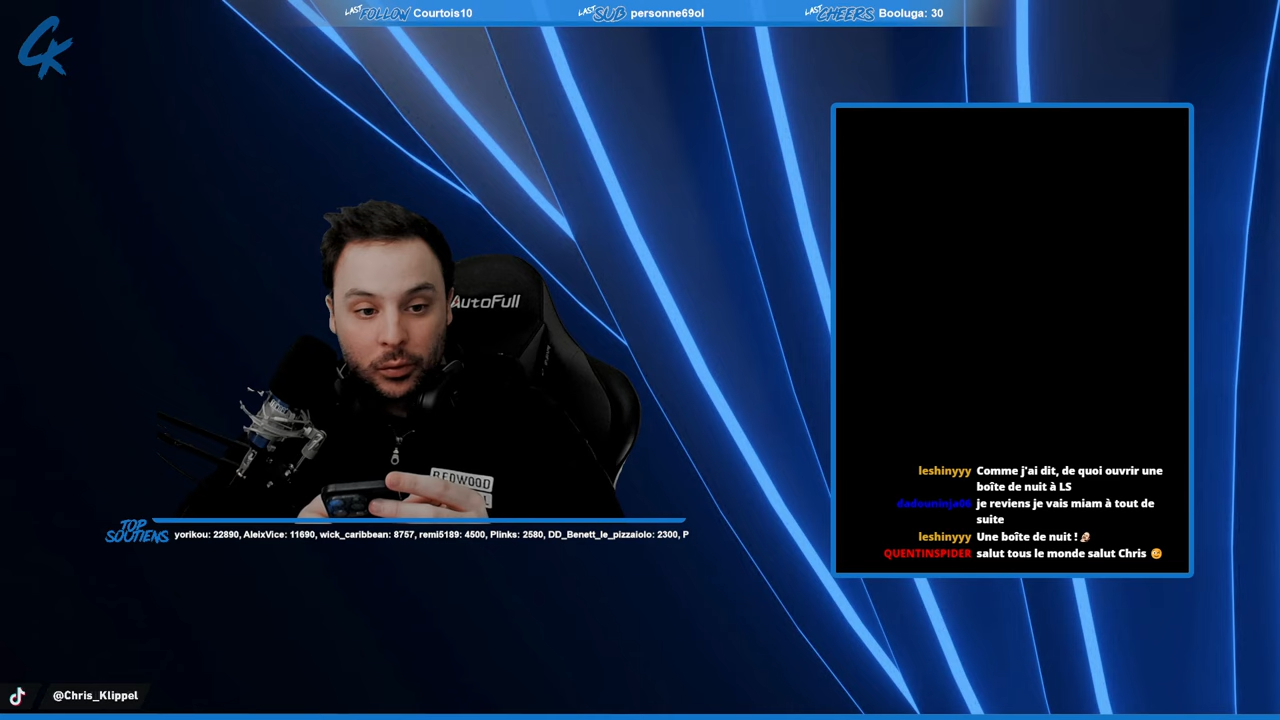 LAST FOLLOW Courtois10
LAST SUB personne69ol
LAST CHEERS Booluga: 30
CK
AutoFull
REDWOOD
TOP SOUTIENS
yorikou: 22890, AleixVice: 11690, wick_caribbean: 8757, remi5189: 4500, Plinks: 2580, DD_Benett_le_pizzaiolo: 2300, P
leshinyyy Comme j'ai dit, de quoi ouvrir une
boîte de nuit à LS
dadouninja06 je reviens je vais miam à tout de
suite
leshinyyy Une boîte de nuit !
QUENTINSPIDER salut tous le monde salut Chris
@Chris_Klippel